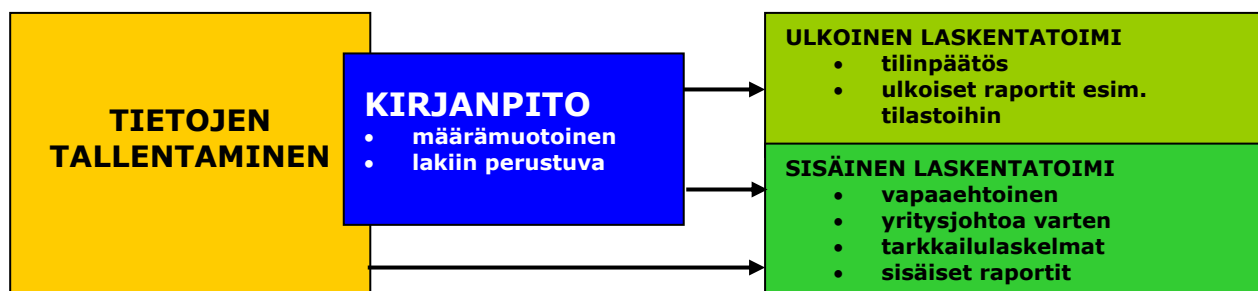 TIETOJEN
TALLENTAMINEN
KIRJANPITO
• määrämuotoinen
• lakiin perustuva
ULKOINEN LASKENTATOIMI
• tilinpäätös
• ulkoiset raportit esim.
tilastoihin
SISÄINEN LASKENTATOIMI
• vapaaehtoinen
• yritysjohtoa varten
• tarkkailulaskelmat
• sisäiset raportit